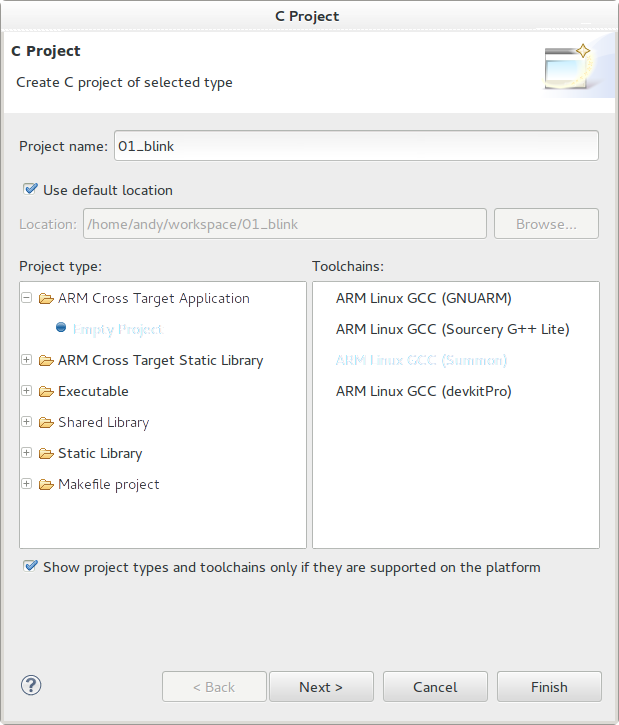 C Project
C Project
Create C project of selected type
Project name: 01_blink
Use default location
Location: /home/andy/workspace/01_blink Browse...
Project type:
ARM Cross Target Application
Empty Project
ARM Cross Target Static Library
Executable
Shared Library
Static Library
Makefile project
Toolchains:
ARM Linux GCC (GNUARM)
ARM Linux GCC (Sourcery G++ Lite)
ARM Linux GCC (Summon)
ARM Linux GCC (devkitPro)
Show project types and toolchains only if they are supported on the platform
? < Back Next > Cancel Finish